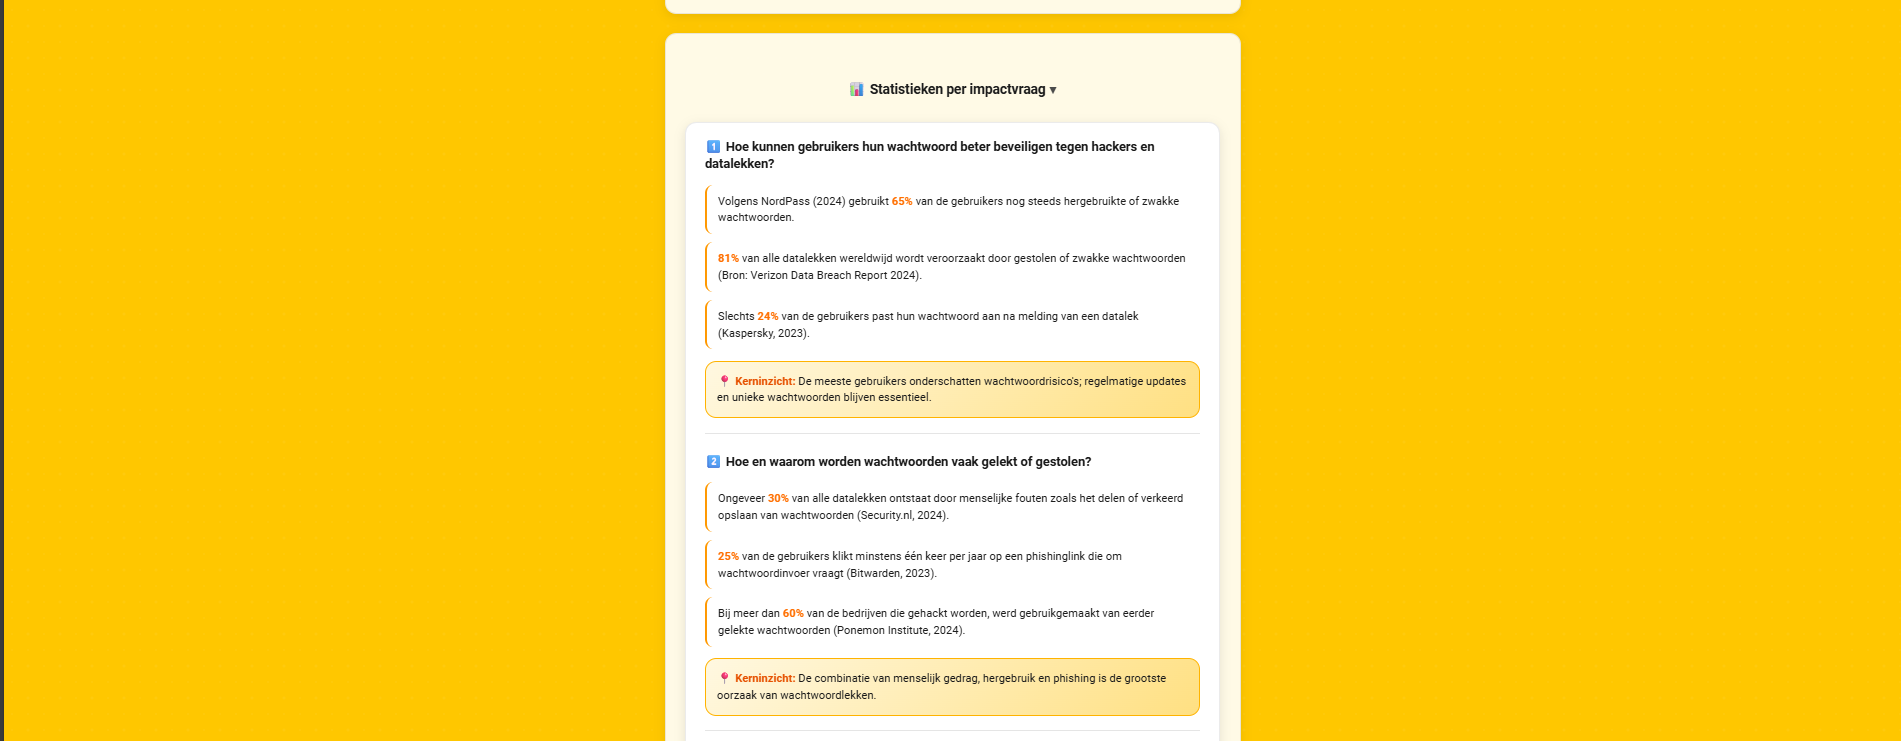 📊 Statistieken per impactvraag ▼
1️⃣ Hoe kunnen gebruikers hun wachtwoord beter beveiligen tegen hackers en
datalekken?
Volgens NordPass (2024) gebruikt 65% van de gebruikers nog steeds hergebruikte of zwakke
wachtwoorden.
81% van alle datalekken wereldwijd wordt veroorzaakt door gestolen of zwakke wachtwoorden
(Bron: Verizon Data Breach Report 2024).
Slechts 24% van de gebruikers past hun wachtwoord aan na melding van een datalek
(Kaspersky, 2023).
📍 Kerninzicht: De meeste gebruikers onderschatten wachtwoordrisico's; regelmatige updates
en unieke wachtwoorden blijven essentieel.
2️⃣ Hoe en waarom worden wachtwoorden vaak gelekt of gestolen?
Ongeveer 30% van alle datalekken ontstaat door menselijke fouten zoals het delen of verkeerd
opslaan van wachtwoorden (Security.nl, 2024).
25% van de gebruikers klikt minstens één keer per jaar op een phishinglink die om
wachtwoordinvoer vraagt (Bitwarden, 2023).
Bij meer dan 60% van de bedrijven die gehackt worden, werd gebruikgemaakt van eerder
gelekte wachtwoorden (Ponemon Institute, 2024).
📍 Kerninzicht: De combinatie van menselijk gedrag, hergebruik en phishing is de grootste
oorzaak van wachtwoordlekken.